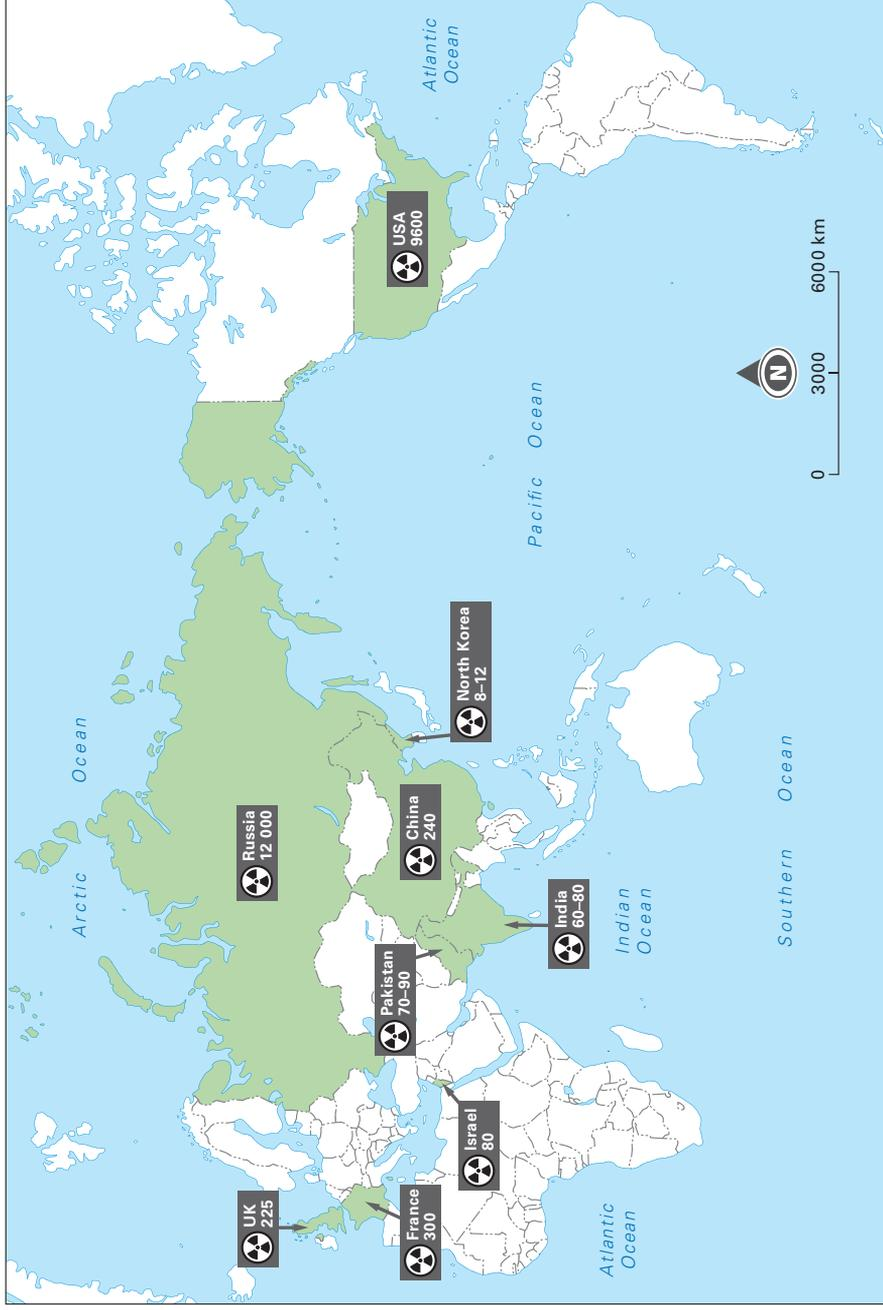 Arctic
Ocean
Atlantic
Ocean
UK
225
Russia
12 000
USA
9600
France
300
Pakistan
70–90
China
240
Israel
80
North Korea
8–12
India
60–80
Pacific Ocean
Atlantic
Ocean
Indian
Ocean
Southern Ocean
N
0 3000 6000 km